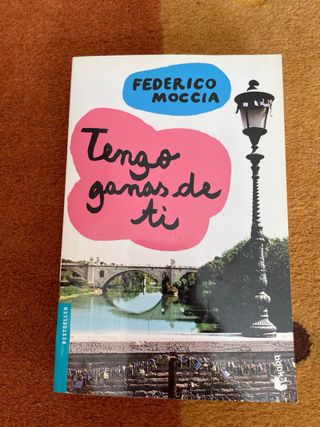 FEDERICO
MOCCIA
Tengo
ganas de
ti
BESTSELLER
Booket